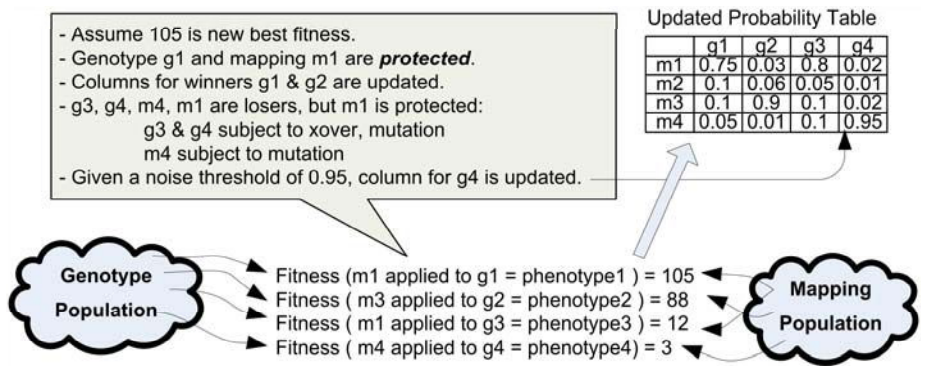 - Assume 105 is new best fitness.
- Genotype g1 and mapping m1 are protected.
- Columns for winners g1 & g2 are updated.
- g3, g4, m4, m1 are losers, but m1 is protected:
g3 & g4 subject to xover, mutation
m4 subject to mutation
- Given a noise threshold of 0.95, column for g4 is updated.
Updated Probability Table
g1 g2 g3 g4
m1 0.75 0.03 0.8 0.02
m2 0.1 0.06 0.05 0.01
m3 0.1 0.9 0.1 0.02
m4 0.05 0.01 0.1 0.95
Genotype
Population
Fitness (m1 applied to g1 = phenotype1 ) = 105
Fitness ( m3 applied to g2 = phenotype2) = 88
Fitness ( m1 applied to g3 = phenotype3) = 12
Fitness ( m4 applied to g4 = phenotype4) = 3
Mapping
Population